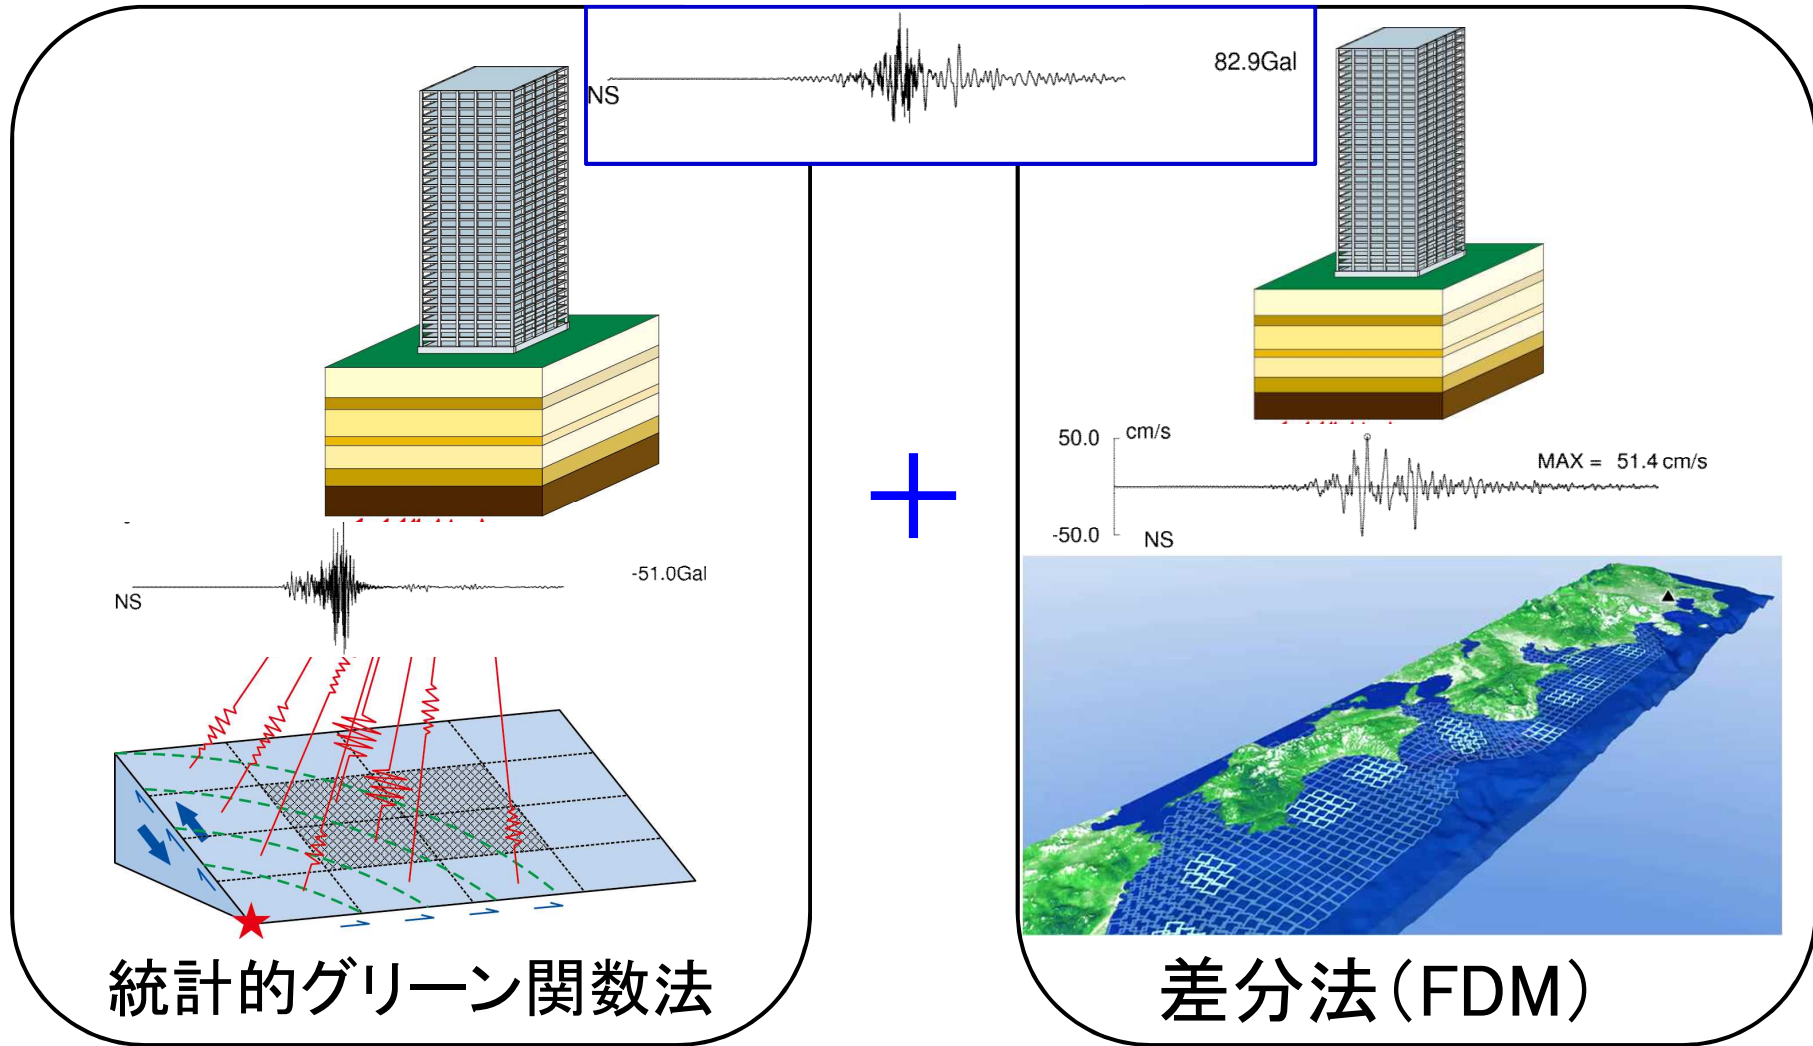 82.9Gal
NS
-51.0Gal
NS
統計的グリーン関数法
+
50.0 cm/s
MAX = 51.4 cm/s
-50.0 NS
差分法(FDM)